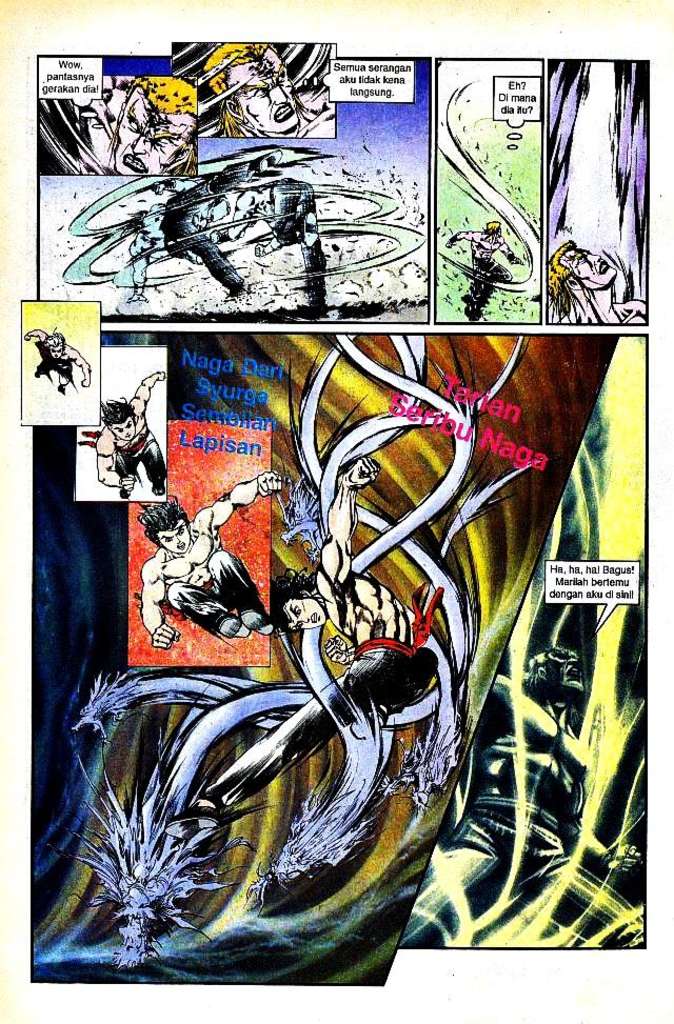 Wow,
pantasnya
gerakan dia!
Semua serangan
aku tidak kena
langsung.
Eh?
Di mana
dia itu?
Naga Dari
Syurga
Sembilan
Lapisan
Tarian
Seribu Naga
Ha, ha, ha! Bagus!
Marilah bertemu
dengan aku di sini!